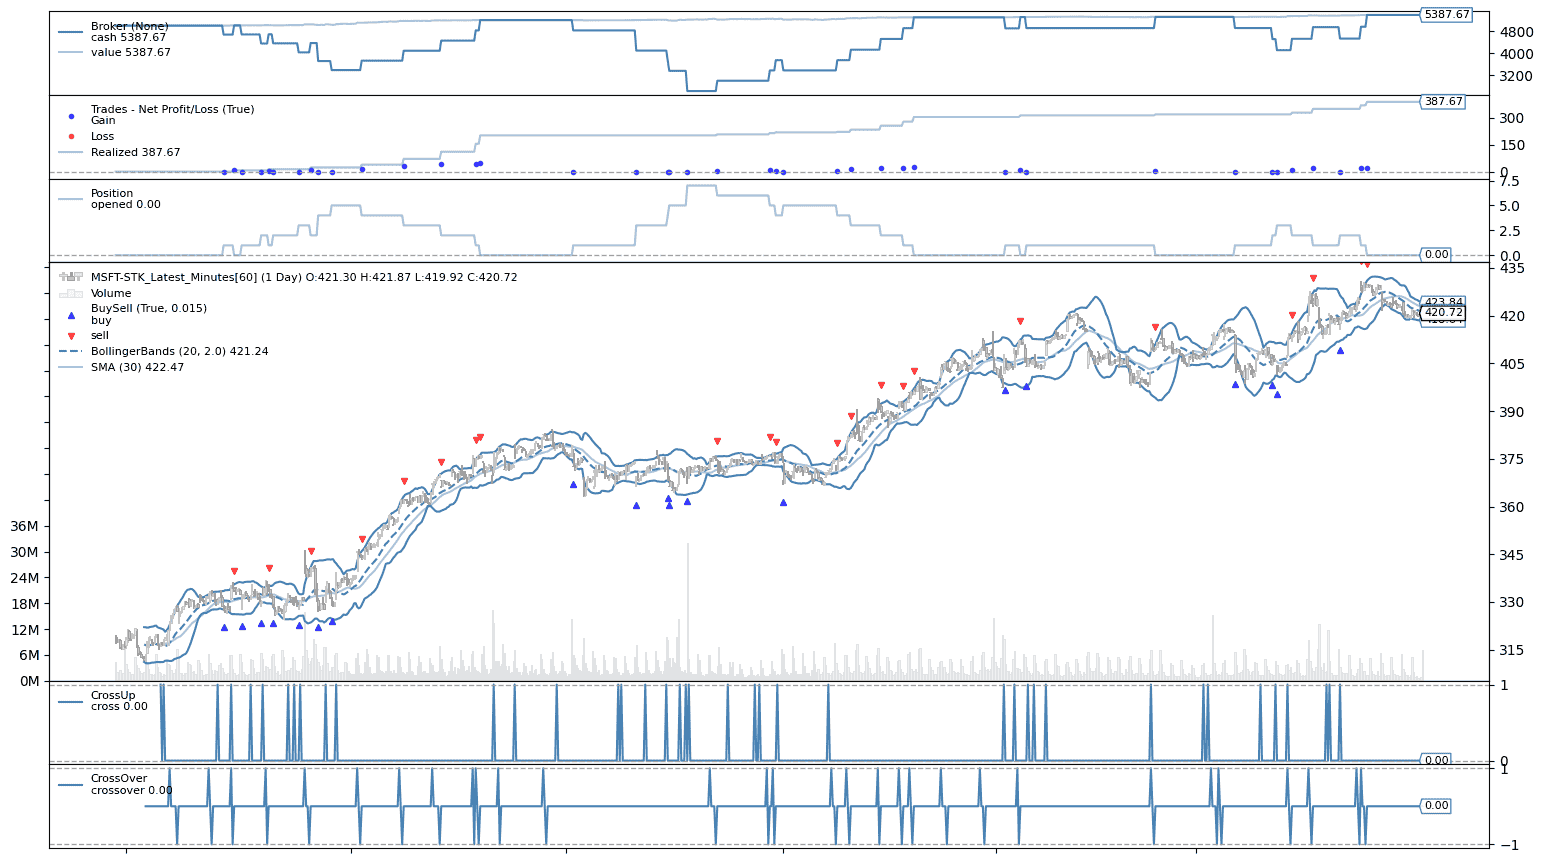 Broker (None)
cash 5387.67
value 5387.67
5387.67
4800
4000
3200
Trades - Net Profit/Loss (True)
Gain
Loss
Realized 387.67
387.67
300
150
0
Position
opened 0.00
7.5
5.0
2.5
0.0
0.00
MSFT-STK_Latest_Minutes[60] (1 Day) O:421.30 H:421.87 L:419.92 C:420.72
Volume
BuySell (True, 0.015)
buy
sell
BollingerBands (20, 2.0) 421.24
SMA (30) 422.47
435
423.84
420.72
420
405
390
375
360
345
330
315
36M
30M
24M
18M
12M
6M
0M
CrossUp
cross 0.00
1
0
0.00
CrossOver
crossover 0.00
1
0.00
−1